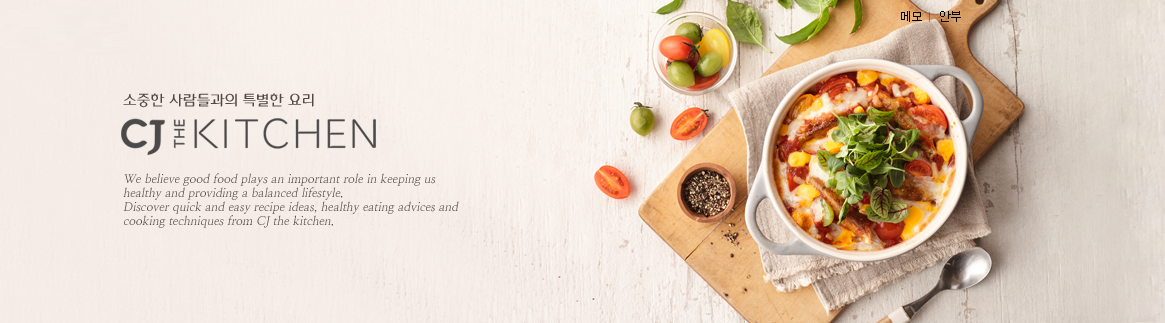 메모 | 안부
소중한 사람들과의 특별한 요리
CJ THE KITCHEN
We believe good food plays an important role in keeping us
healthy and providing a balanced lifestyle.
Discover quick and easy recipe ideas, healthy eating advices and
cooking techniques from CJ the kitchen.